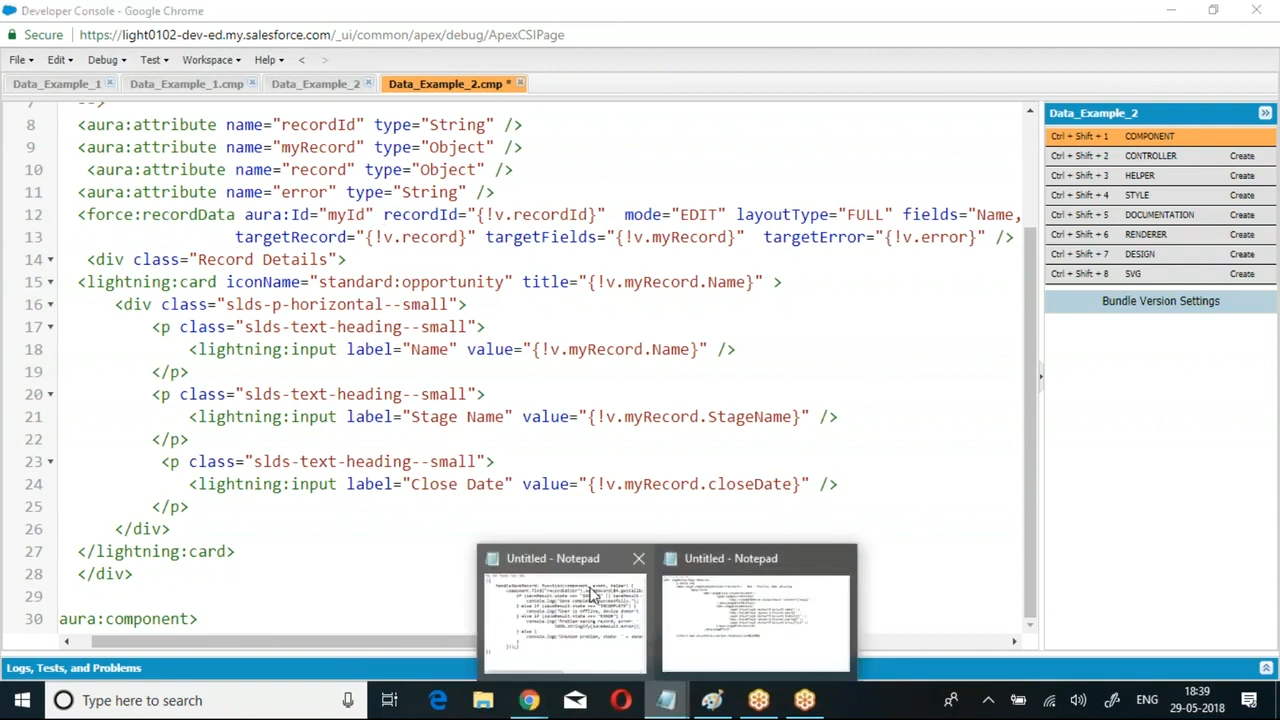 Developer Console - Google Chrome
Secure | https://light0102-dev-ed.my.salesforce.com/_ui/common/apex/debug/ApexCSIPage
File Edit Debug Test Workspace Help < >
Data_Example_1 Data_Example_1.cmp Data_Example_2 Data_Example_2.cmp *
7 -->
8 <aura:attribute name="recordId" type="String" />
9 <aura:attribute name="myRecord" type="Object" />
10 <aura:attribute name="record" type="Object" />
11 <aura:attribute name="error" type="String" />
12 <force:recordData aura:Id="myId" recordId="{!v.recordId}" mode="EDIT" layoutType="FULL" fields="Name,
13 targetRecord="{!v.record}" targetFields="{!v.myRecord}" targetError="{!v.error}" />
14 <div class="Record Details">
15 <lightning:card iconName="standard:opportunity" title="{!v.myRecord.Name}" >
16 <div class="slds-p-horizontal--small">
17 <p class="slds-text-heading--small">
18 <lightning:input label="Name" value="{!v.myRecord.Name}" />
19 </p>
20 <p class="slds-text-heading--small">
21 <lightning:input label="Stage Name" value="{!v.myRecord.StageName}" />
22 </p>
23 <p class="slds-text-heading--small">
24 <lightning:input label="Close Date" value="{!v.myRecord.closeDate}" />
25 </p>
26 </div>
27 </lightning:card>
28 </div>
29
30 aura:component>
Data_Example_2
Ctrl + Shift + 1 COMPONENT
Ctrl + Shift + 2 CONTROLLER Create
Ctrl + Shift + 3 HELPER Create
Ctrl + Shift + 4 STYLE Create
Ctrl + Shift + 5 DOCUMENTATION Create
Ctrl + Shift + 6 RENDERER Create
Ctrl + Shift + 7 DESIGN Create
Ctrl + Shift + 8 SVG Create
Bundle Version Settings
Untitled - Notepad
Untitled - Notepad
Logs, Tests, and Problems
Type here to search
ENG
18:39
29-05-2018